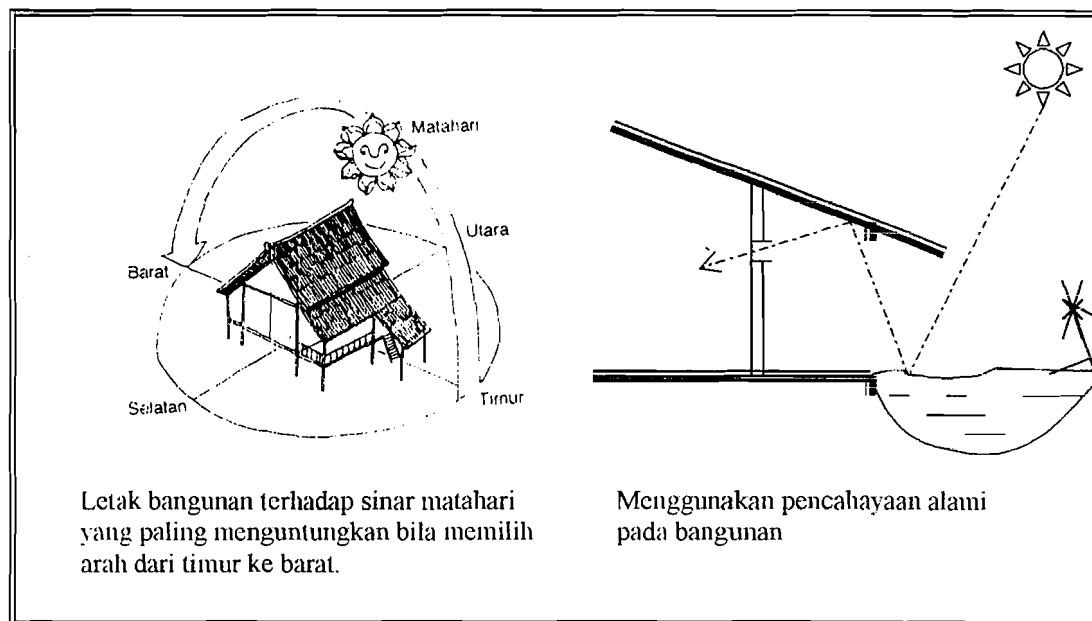 Matahari
Utara
Barat
Selatan
Timur
Letak bangunan terhadap sinar matahari
yang paling menguntungkan bila memilih
arah dari timur ke barat.
Menggunakan pencahayaan alami
pada bangunan